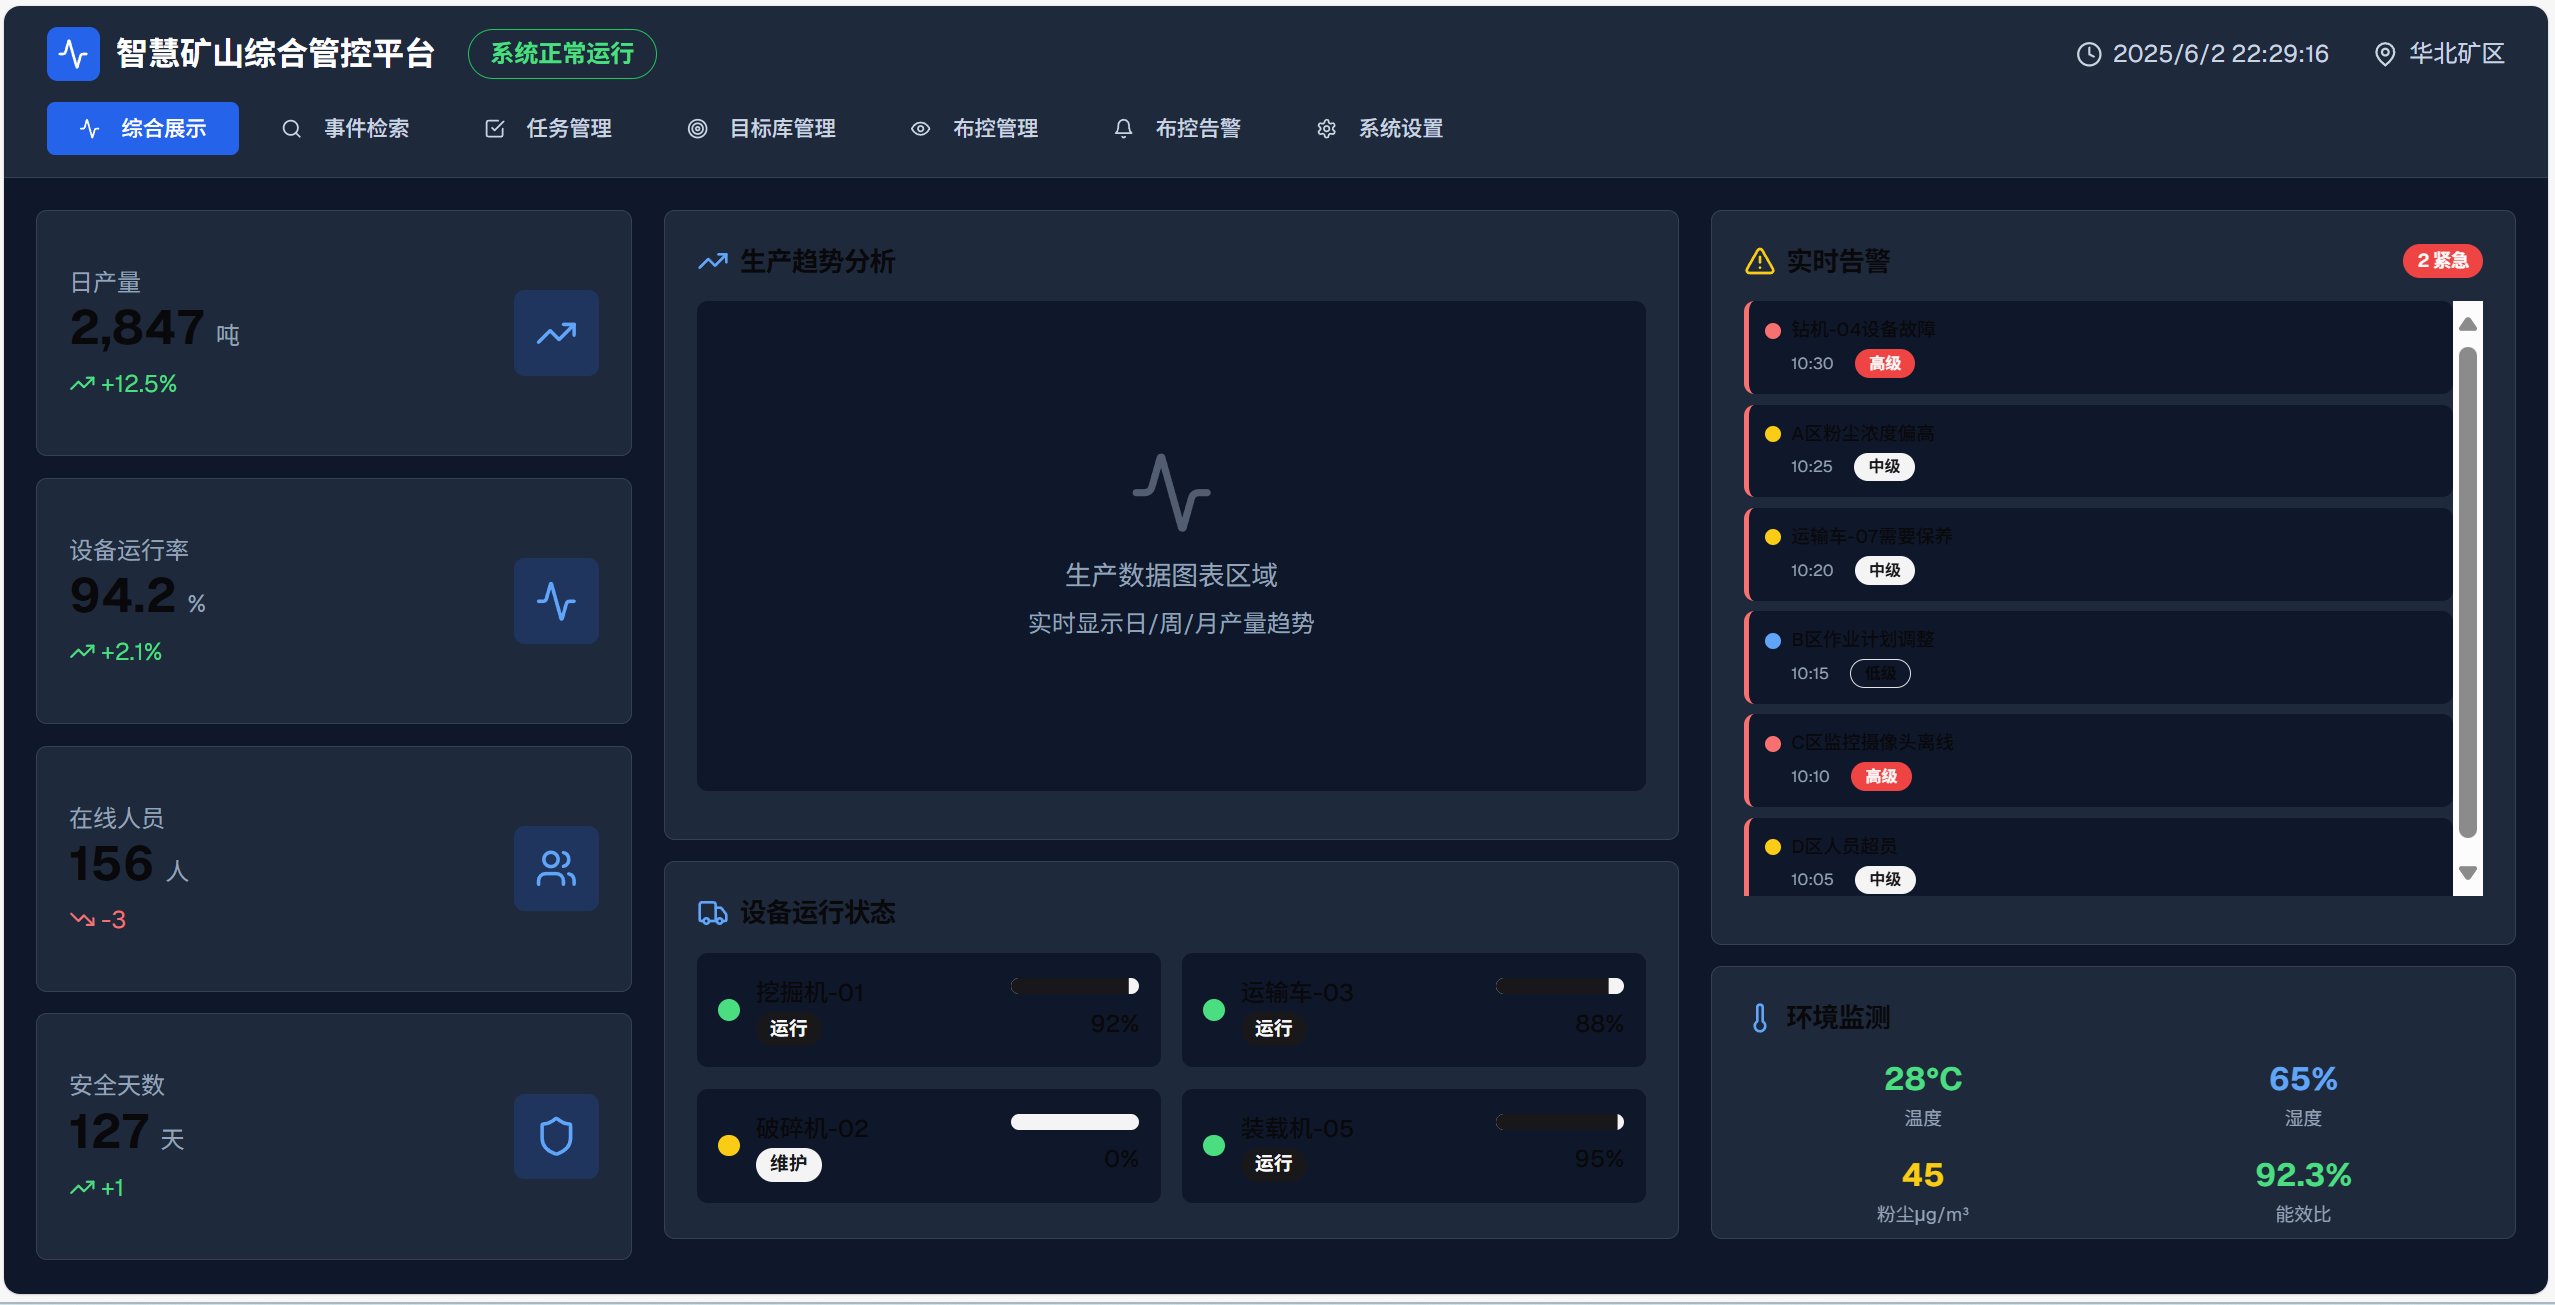 智慧矿山综合管控平台
系统正常运行
2025/6/2 22:29:16
华北矿区
综合展示
事件检索
任务管理
目标库管理
布控管理
布控告警
系统设置
日产量
2,847 吨
+12.5%
设备运行率
94.2 %
+2.1%
在线人员
156 人
-3
安全天数
127 天
+1
生产趋势分析
生产数据图表区域
实时显示日/周/月产量趋势
设备运行状态
挖掘机-01
运行
92%
运输车-03
运行
88%
破碎机-02
维护
0%
装载机-05
运行
95%
实时告警
2 紧急
钻机-04设备故障
10:30 高级
A区粉尘浓度偏高
10:25 中级
运输车-07需要保养
10:20 中级
B区作业计划调整
10:15 低级
C区监控摄像头离线
10:10 高级
D区人员超员
10:05 中级
环境监测
28°C
温度
65%
湿度
45
粉尘μg/m³
92.3%
能效比